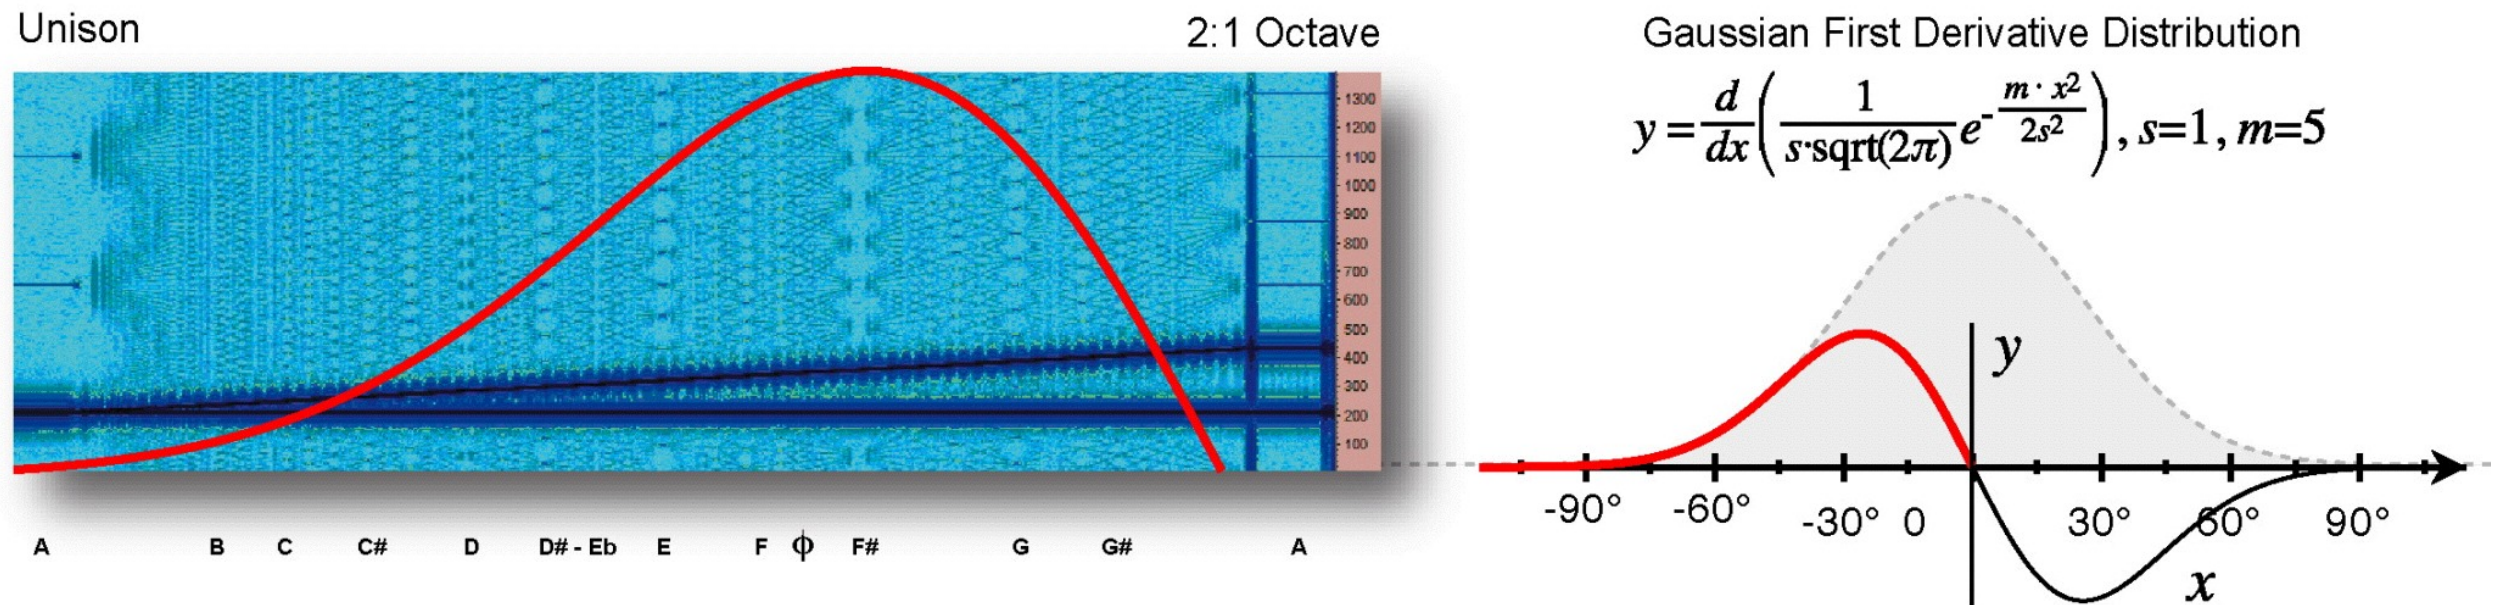 Unison
2:1 Octave
1300
1200
1100
1000
900
800
700
600
500
400
300
200
100
A B C C# D D# - Eb E F ϕ F# G G# A
Gaussian First Derivative Distribution
y = d/dx ( 1/(s·sqrt(2π)) e^(-(m · x2)/(2s2)) ), s=1, m=5
y
-90° -60° -30° 0 30° 60° 90°
x